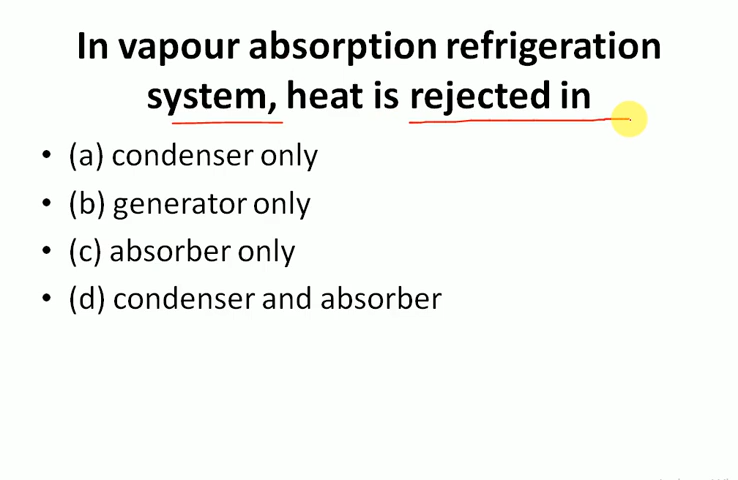 In vapour absorption refrigeration
system, heat is rejected in
• (a) condenser only
• (b) generator only
• (c) absorber only
• (d) condenser and absorber